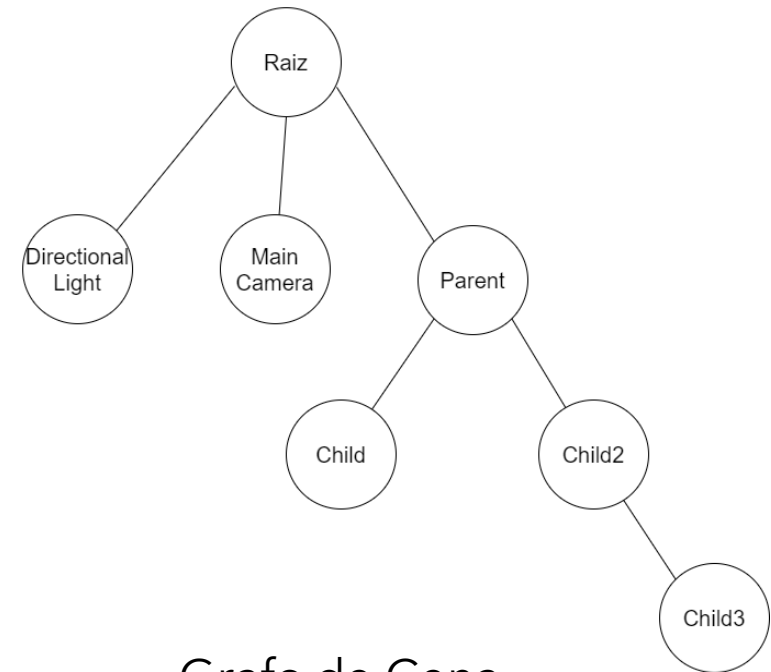 Raiz
Directional
Light
Main
Camera
Parent
Child
Child2
Child3
Grafo de Cena